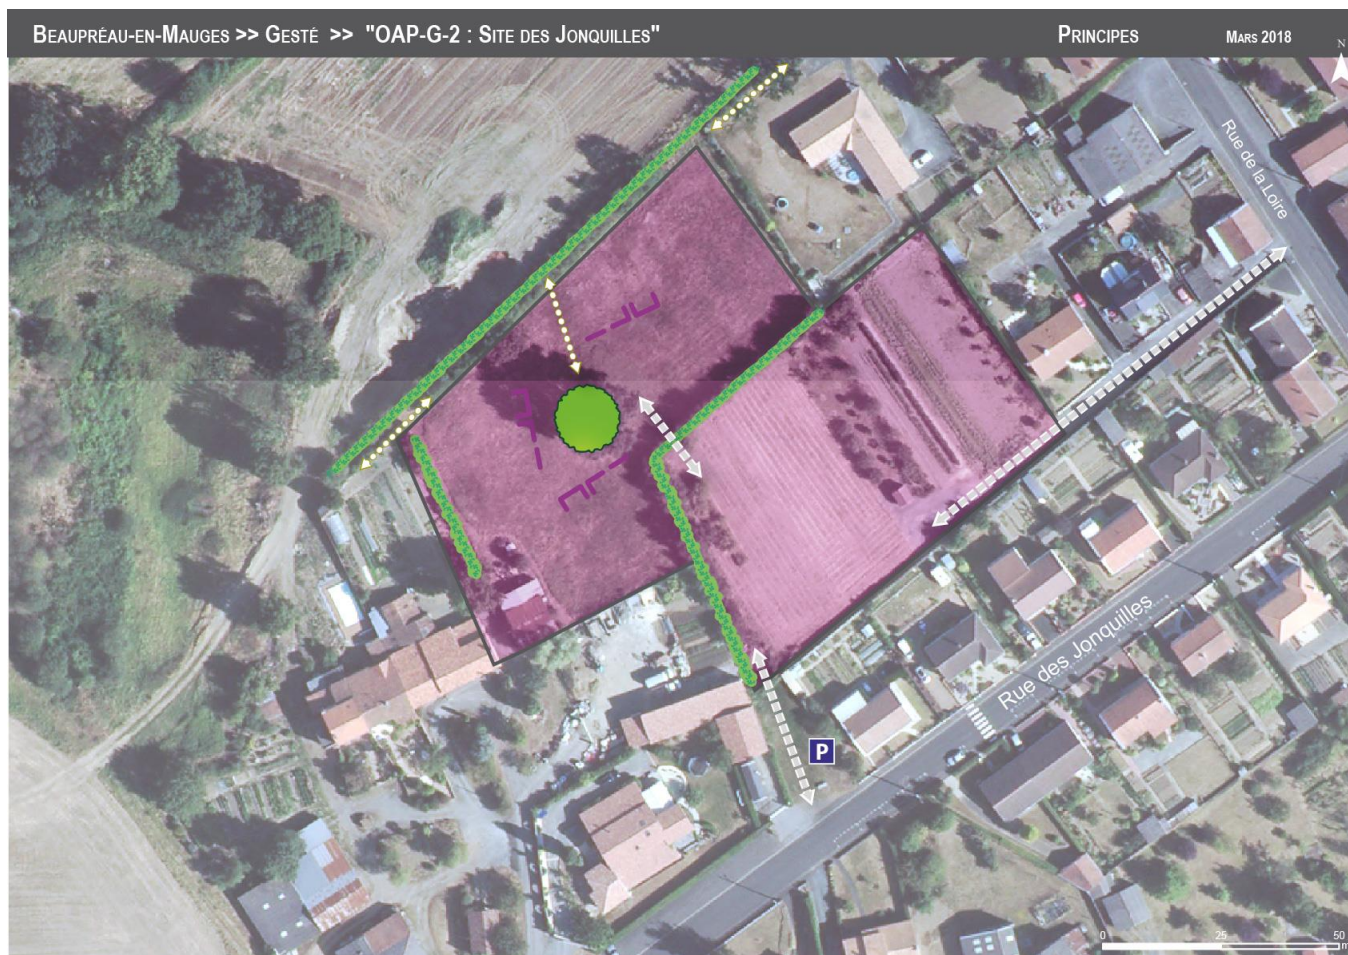 BEAUPRÉAU-EN-MAUGES >> GESTÉ >> "OAP-G-2 : SITE DES JONQUILLES" PRINCIPES MARS 2018
N
Rue de la Loire
Rue des Jonquilles
P
0 25 50
m